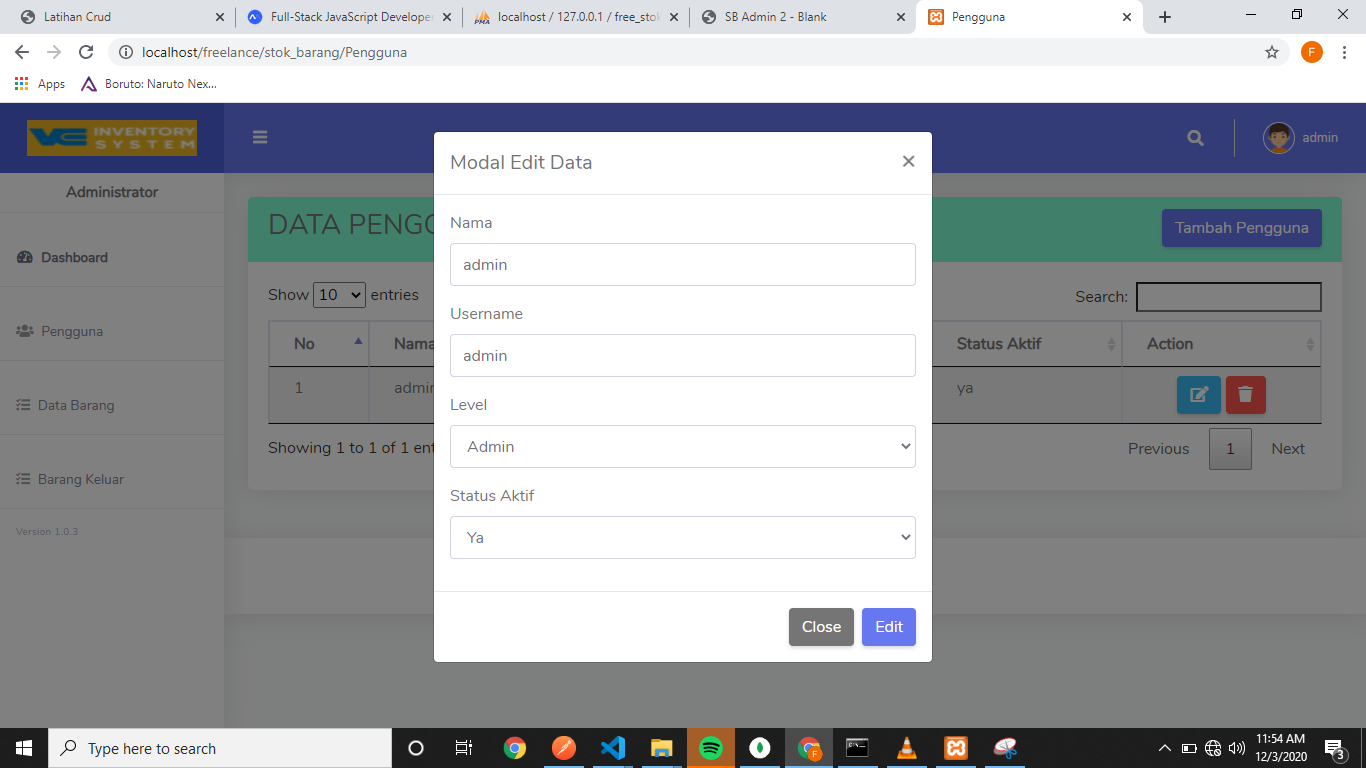 Latihan Crud
Full-Stack JavaScript Develope
localhost / 127.0.0.1 / free_stok
SB Admin 2 - Blank
Pengguna
localhost/freelance/stok_barang/Pengguna
F
Apps
Boruto: Naruto Nex...
INVENTORY
SYSTEM
admin
Administrator
Dashboard
Pengguna
Data Barang
Barang Keluar
Version 1.0.3
DATA PENGG
Tambah Pengguna
Show 10 entries
Search:
No
Nama
Status Aktif
Action
1
admin
ya
Showing 1 to 1 of 1 ent
Previous
1
Next
Modal Edit Data
×
Nama
admin
Username
admin
Level
Admin
Status Aktif
Ya
Close
Edit
Type here to search
11:54 AM
12/3/2020
3